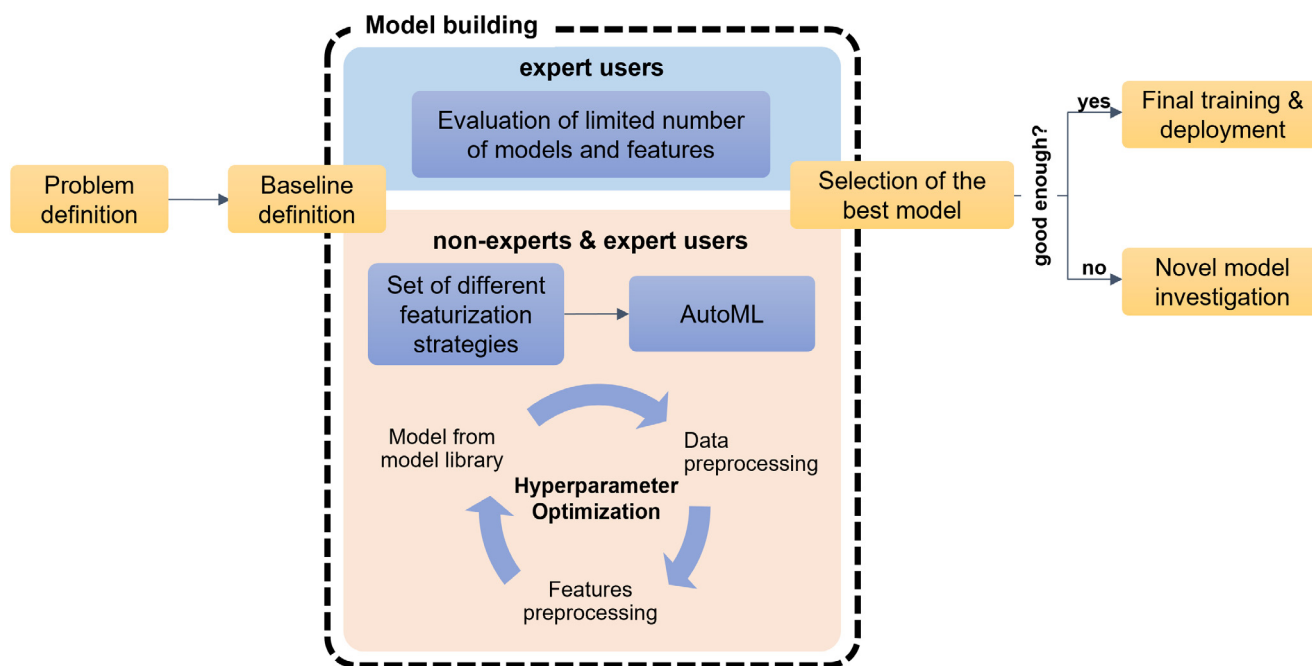 Model building
expert users
Evaluation of limited number
of models and features
Problem
definition
Baseline
definition
Selection of the
best model
good enough?
yes
Final training &
deployment
no
Novel model
investigation
non-experts & expert users
Set of different
featurization
strategies
AutoML
Model from
model library
Data
preprocessing
Hyperparameter
Optimization
Features
preprocessing